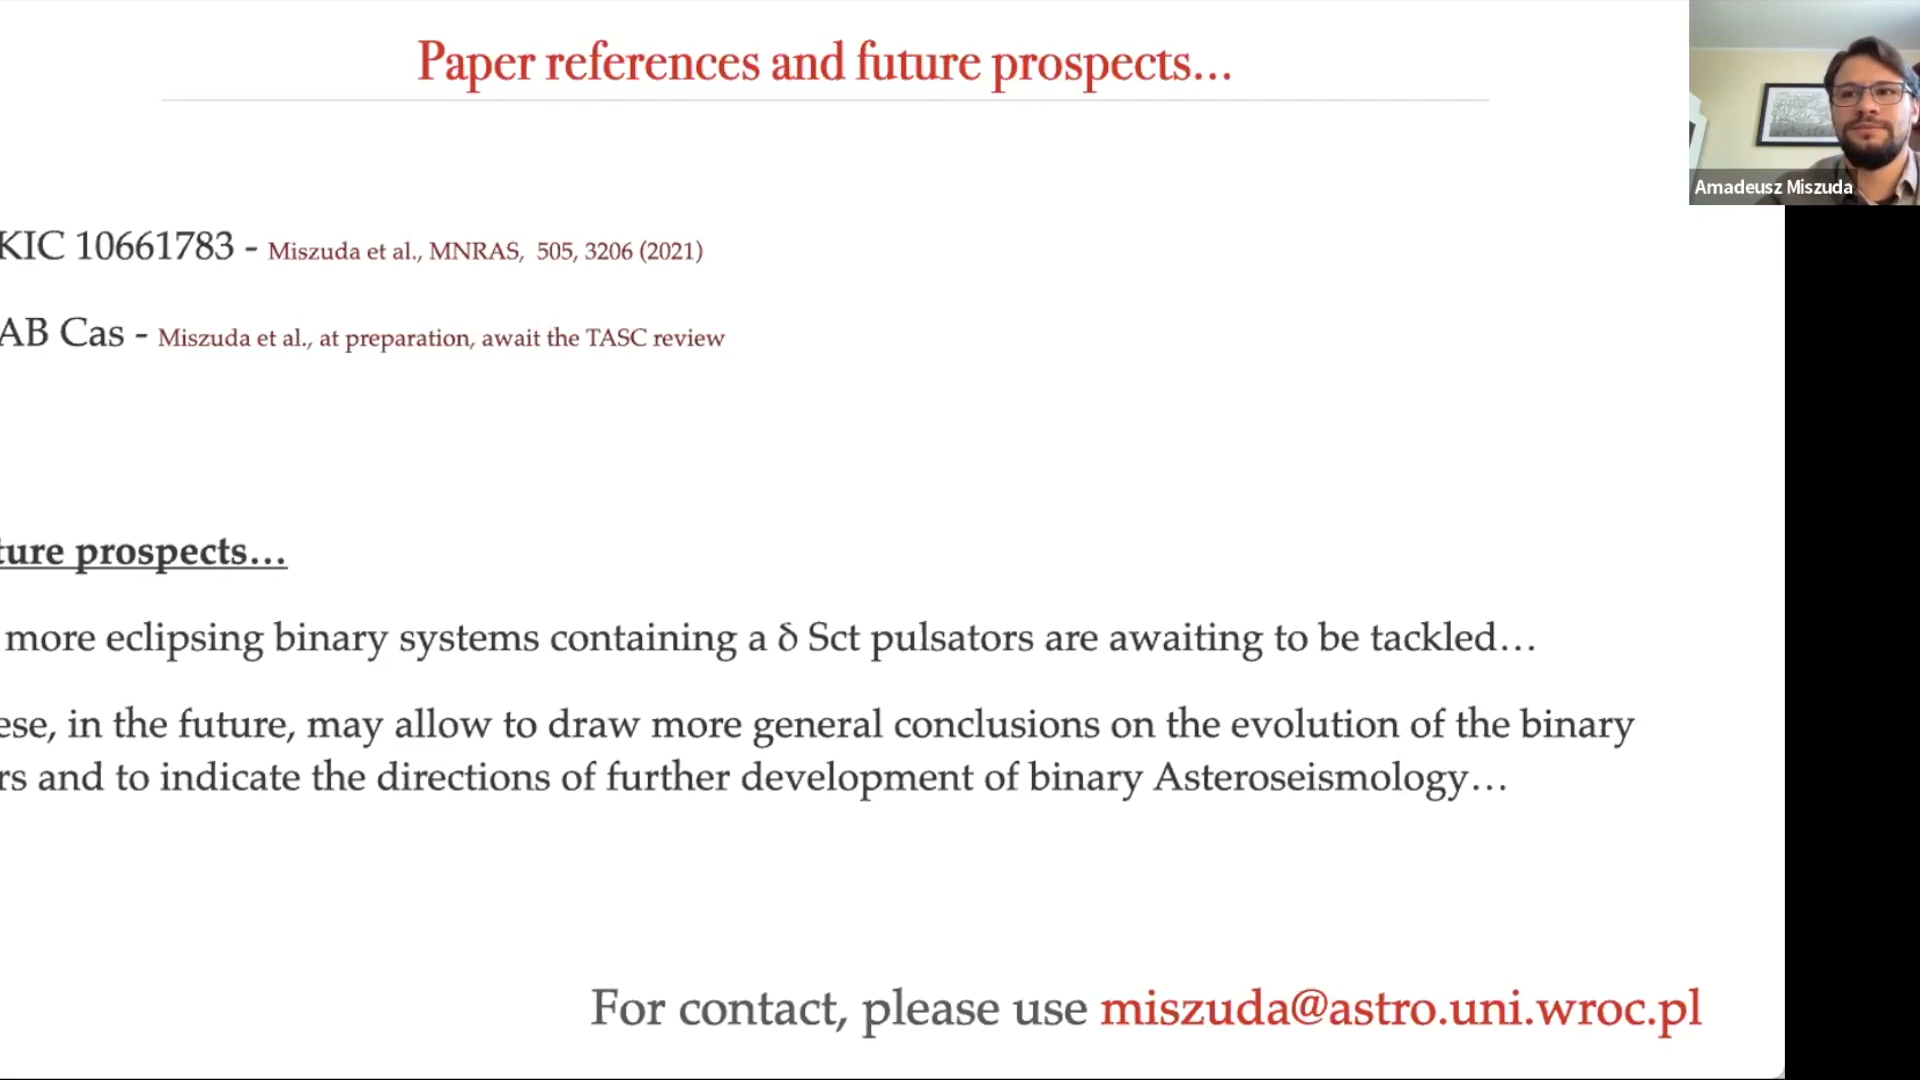 Paper references and future prospects...
Amadeusz Miszuda
KIC 10661783 - Miszuda et al., MNRAS, 505, 3206 (2021)
AB Cas - Miszuda et al., at preparation, await the TASC review
ture prospects...
more eclipsing binary systems containing a δ Sct pulsators are awaiting to be tackled...
ese, in the future, may allow to draw more general conclusions on the evolution of the binary
rs and to indicate the directions of further development of binary Asteroseismology...
For contact, please use miszuda@astro.uni.wroc.pl